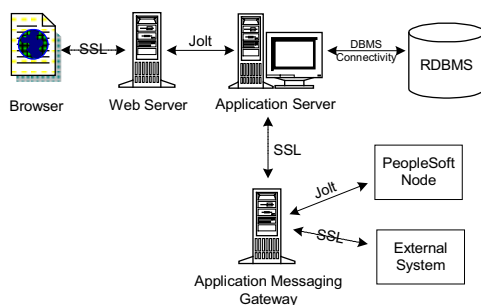 SSL
Jolt
DBMS
Connectivity
RDBMS
Browser
Web Server
Application Server
SSL
PeopleSoft
Node
Jolt
SSL
External
System
Application Messaging
Gateway